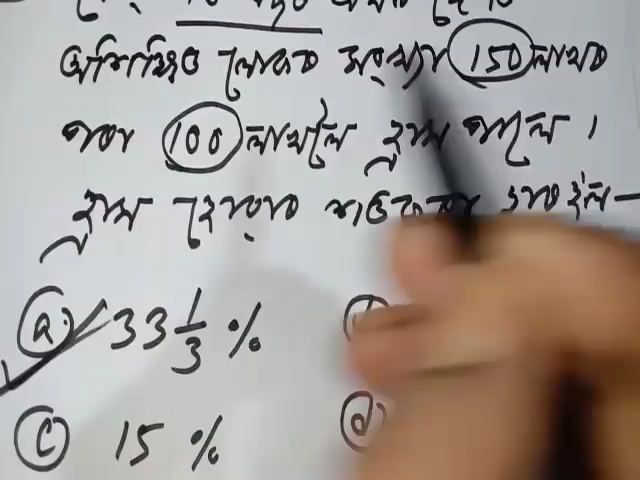 অশিক্ষিত লোকৰ সংখ্যা 150 লাখৰ
পৰা 100 লাখলৈ হ্ৰাস পালে ।
হ্ৰাস হোৱাৰ শতকৰা হাৰ হ'ল—
(a) 33 1/3 %
(c) 15 % (d)